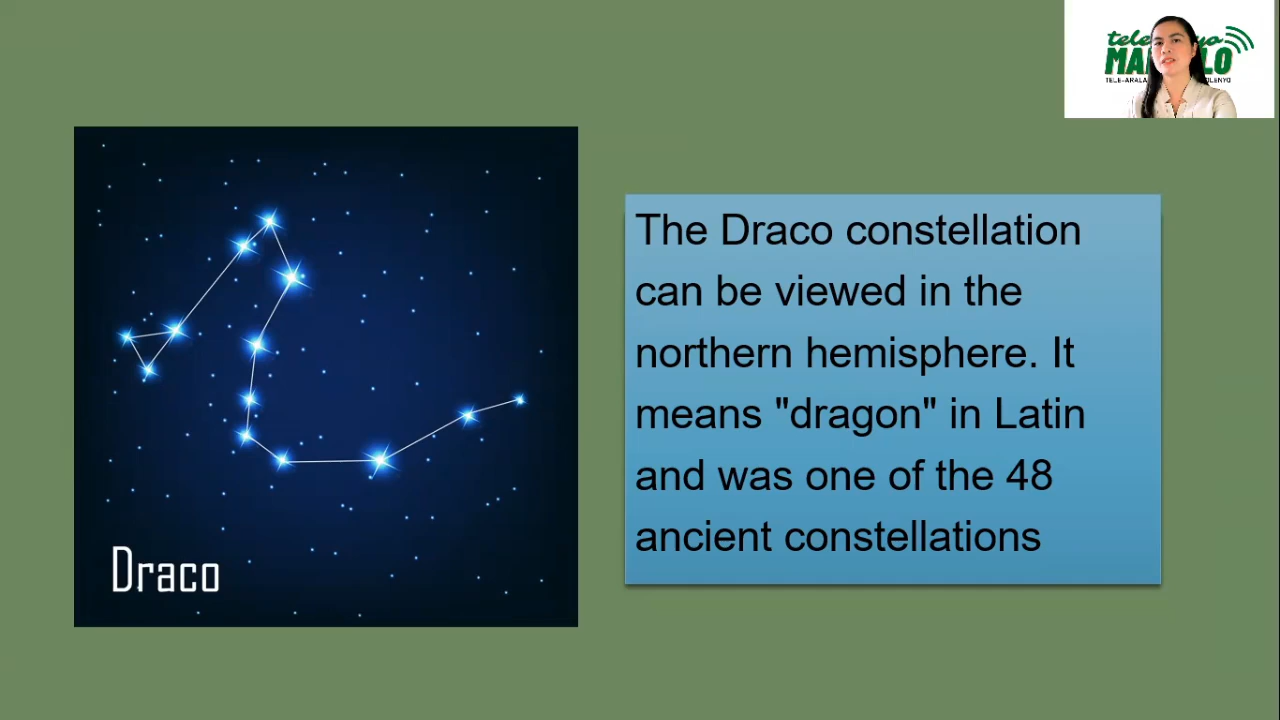 The Draco constellation
can be viewed in the
northern hemisphere. It
means "dragon" in Latin
and was one of the 48
ancient constellations
Draco